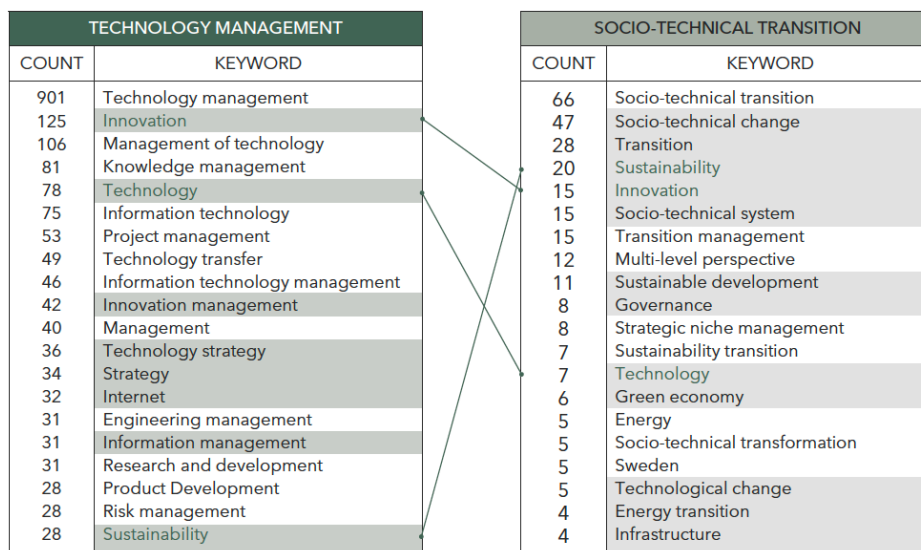 TECHNOLOGY MANAGEMENT
COUNT KEYWORD
901 Technology management
125 Innovation
106 Management of technology
81 Knowledge management
78 Technology
75 Information technology
53 Project management
49 Technology transfer
46 Information technology management
42 Innovation management
40 Management
36 Technology strategy
34 Strategy
32 Internet
31 Engineering management
31 Information management
31 Research and development
28 Product Development
28 Risk management
28 Sustainability
SOCIO-TECHNICAL TRANSITION
COUNT KEYWORD
66 Socio-technical transition
47 Socio-technical change
28 Transition
20 Sustainability
15 Innovation
15 Socio-technical system
15 Transition management
12 Multi-level perspective
11 Sustainable development
8 Governance
8 Strategic niche management
7 Sustainability transition
7 Technology
6 Green economy
5 Energy
5 Socio-technical transformation
5 Sweden
5 Technological change
4 Energy transition
4 Infrastructure